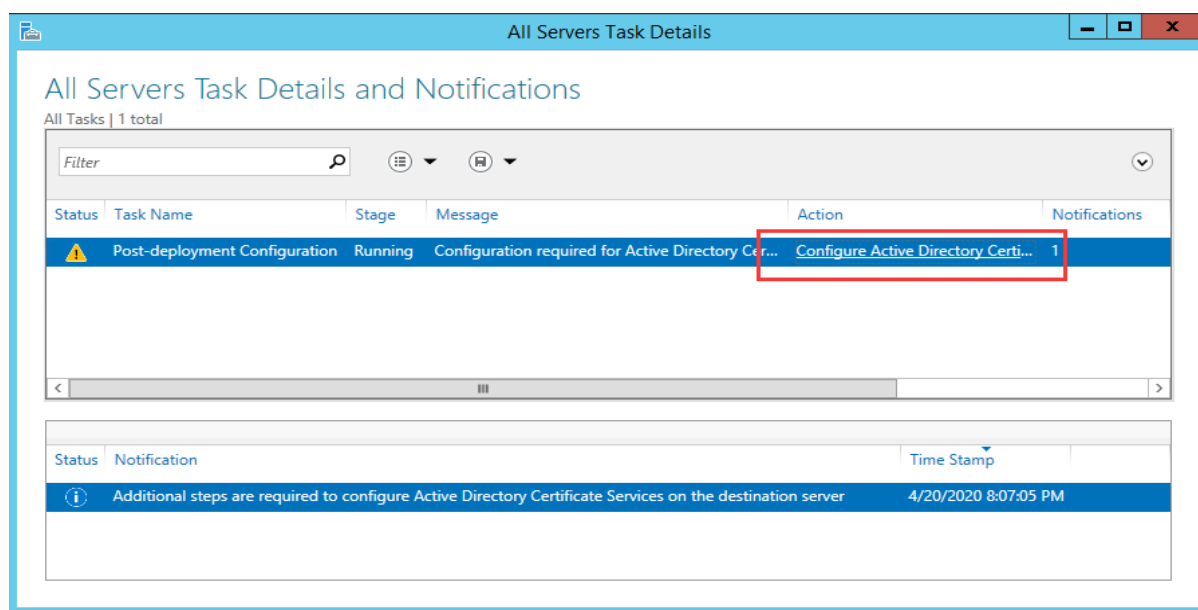 All Servers Task Details
All Servers Task Details and Notifications
All Tasks | 1 total
Filter
Status Task Name Stage Message Action Notifications
Post-deployment Configuration Running Configuration required for Active Directory Cer... Configure Active Directory Certi... 1
Status Notification Time Stamp
Additional steps are required to configure Active Directory Certificate Services on the destination server 4/20/2020 8:07:05 PM